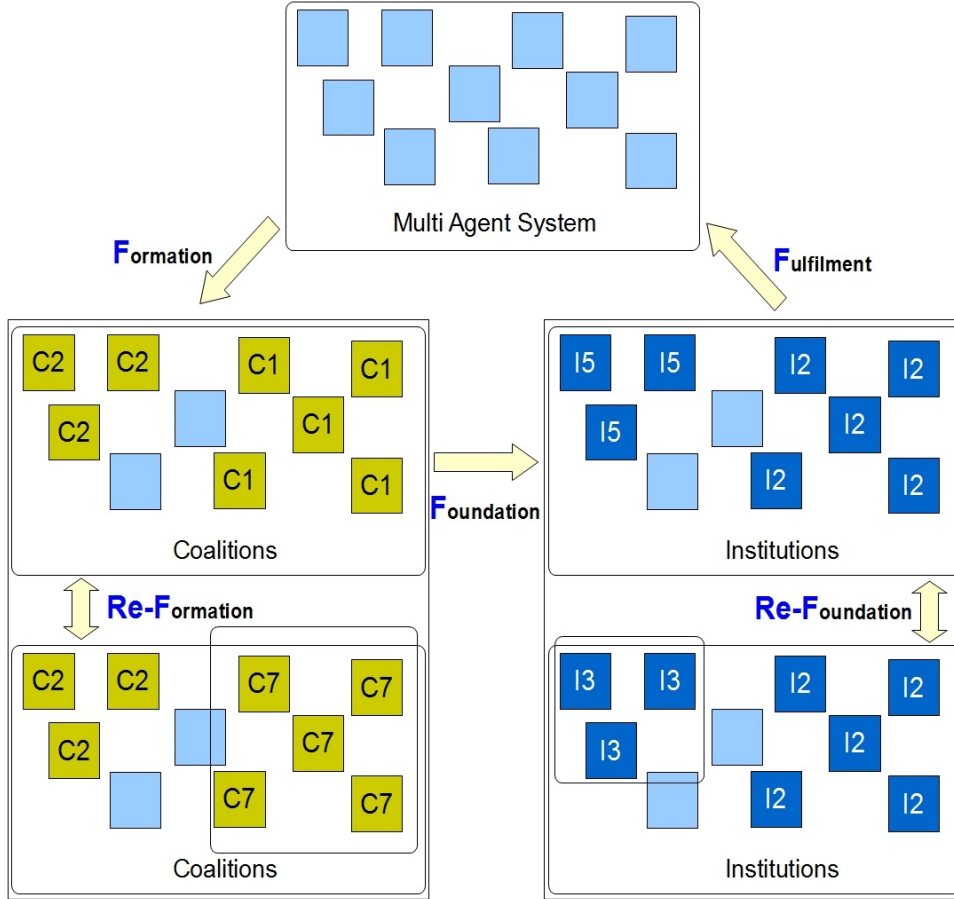 Multi Agent System
Formation
Fulfilment
C2 C2 C1 C1
C2 C1
C1 C1
Coalitions
Foundation
I5 I5 I2 I2
I5 I2
I2 I2
Institutions
Re-Formation
Re-Foundation
C2 C2 C7 C7
C2 C7
C7 C7
Coalitions
I3 I3 I2 I2
I3 I2
I2 I2
Institutions